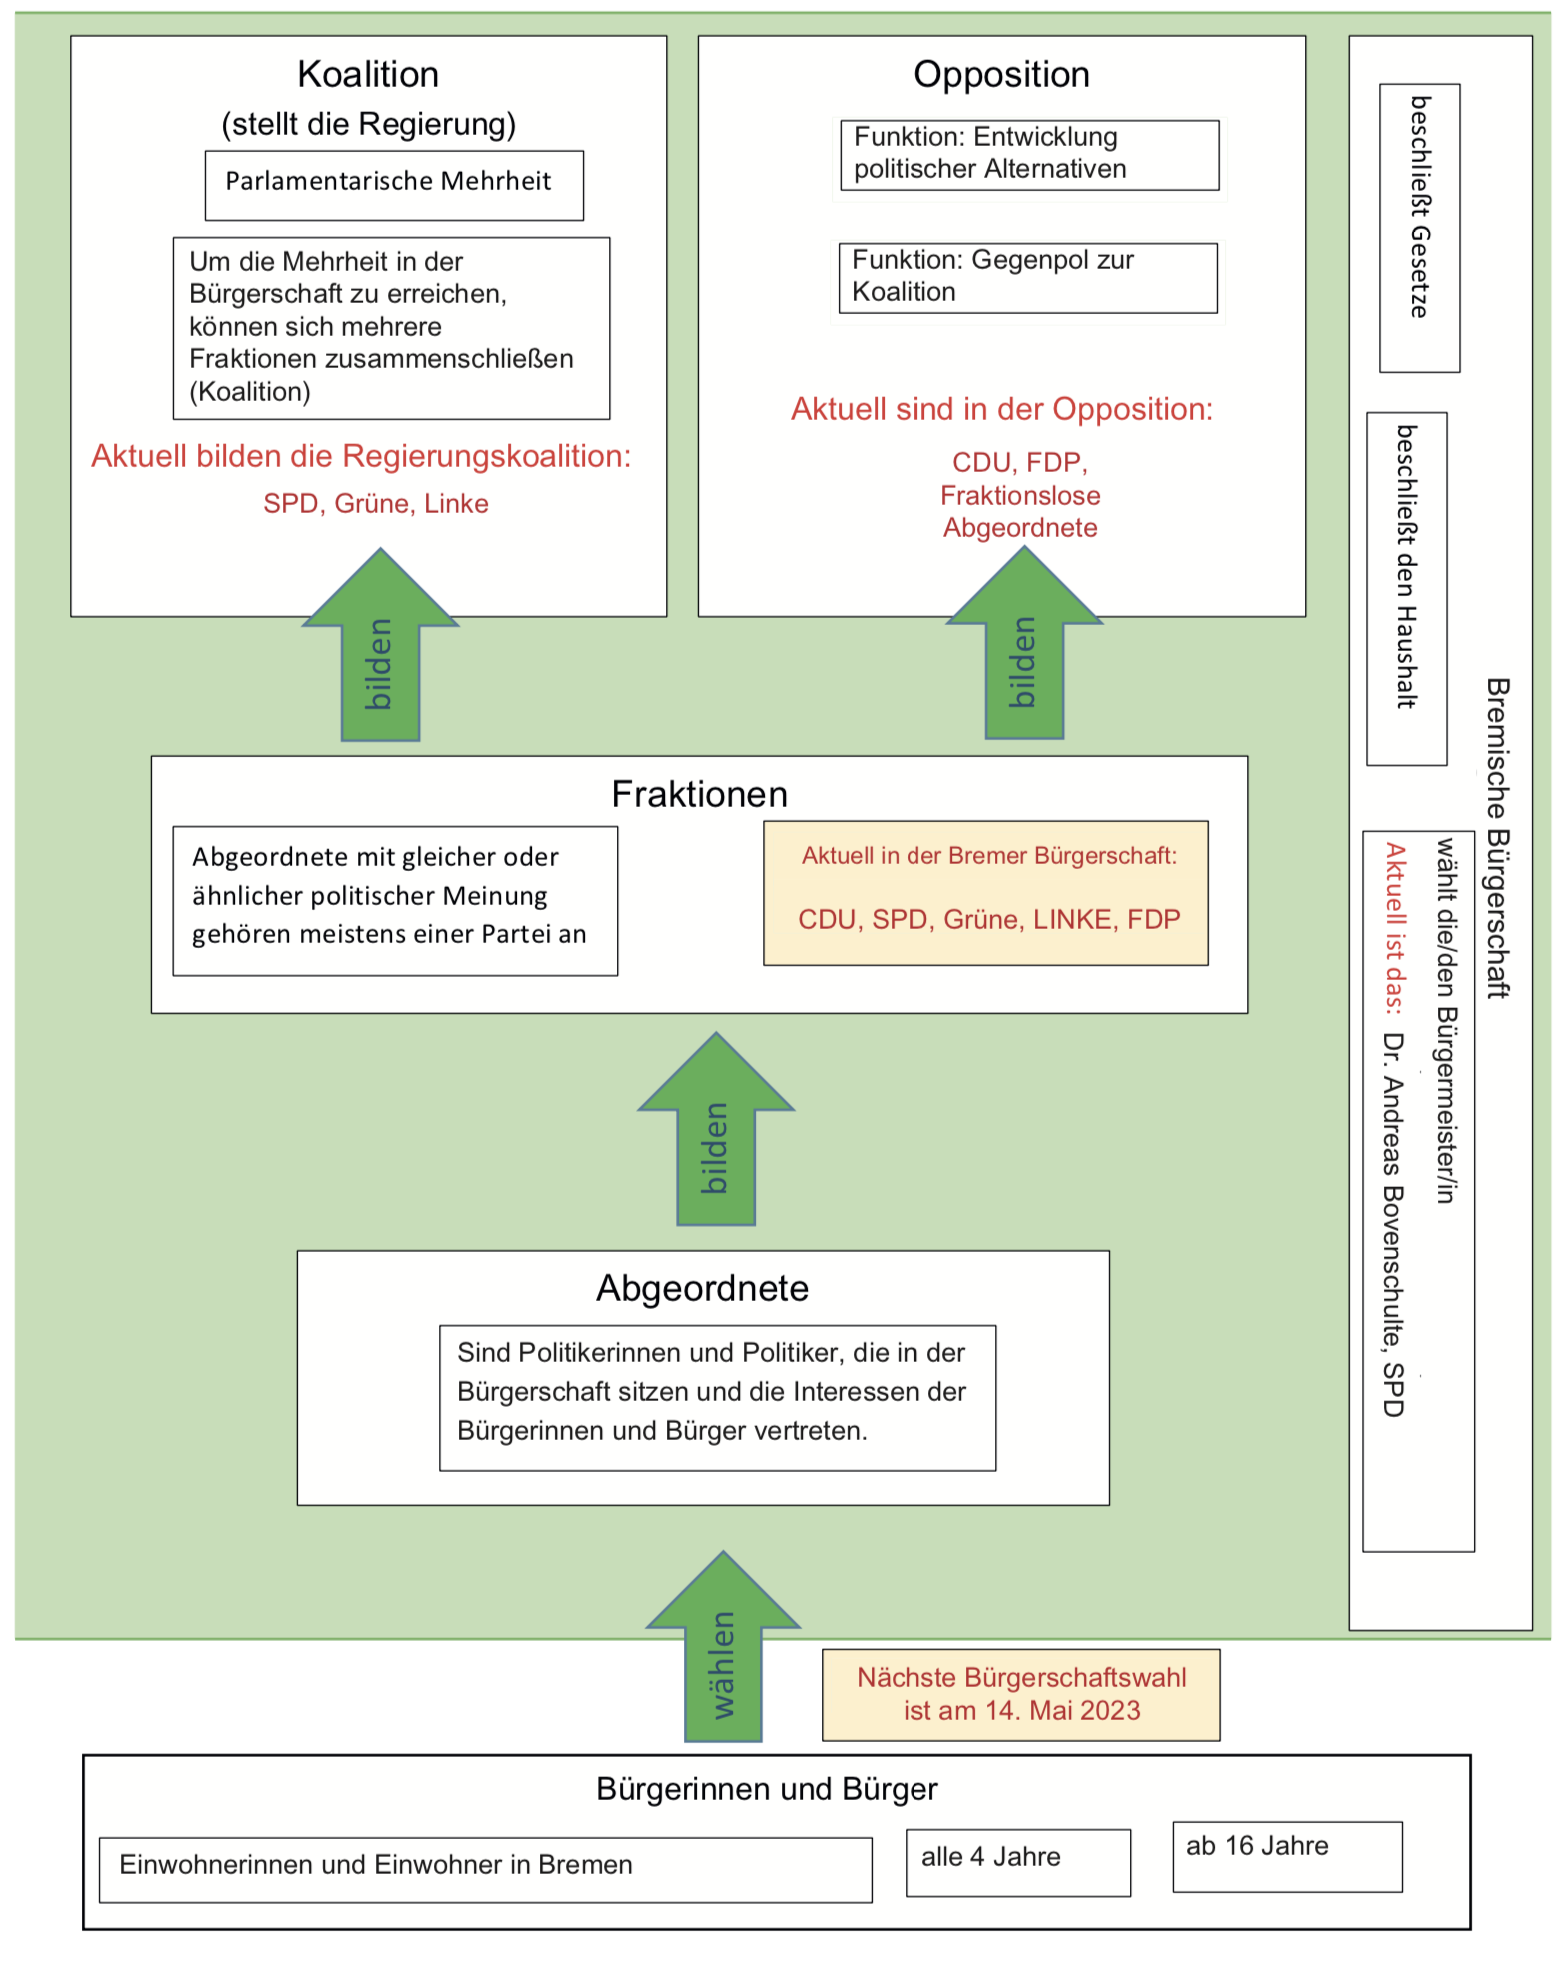 Koalition
(stellt die Regierung)
Parlamentarische Mehrheit
Um die Mehrheit in der
Bürgerschaft zu erreichen,
können sich mehrere
Fraktionen zusammenschließen
(Koalition)
Aktuell bilden die Regierungskoalition:
SPD, Grüne, Linke
Opposition
Funktion: Entwicklung
politischer Alternativen
Funktion: Gegenpol zur
Koalition
Aktuell sind in der Opposition:
CDU, FDP,
Fraktionslose
Abgeordnete
bilden
bilden
Fraktionen
Abgeordnete mit gleicher oder
ähnlicher politischer Meinung
gehören meistens einer Partei an
Aktuell in der Bremer Bürgerschaft:
CDU, SPD, Grüne, LINKE, FDP
bilden
Abgeordnete
Sind Politikerinnen und Politiker, die in der
Bürgerschaft sitzen und die Interessen der
Bürgerinnen und Bürger vertreten.
wählen
Nächste Bürgerschaftswahl
ist am 14. Mai 2023
Bürgerinnen und Bürger
Einwohnerinnen und Einwohner in Bremen
alle 4 Jahre
ab 16 Jahre
Bremische Bürgerschaft
beschließt Gesetze
beschließt den Haushalt
wählt die/den Bürgermeister/in
Aktuell ist das: Dr. Andreas Bovenschulte, SPD